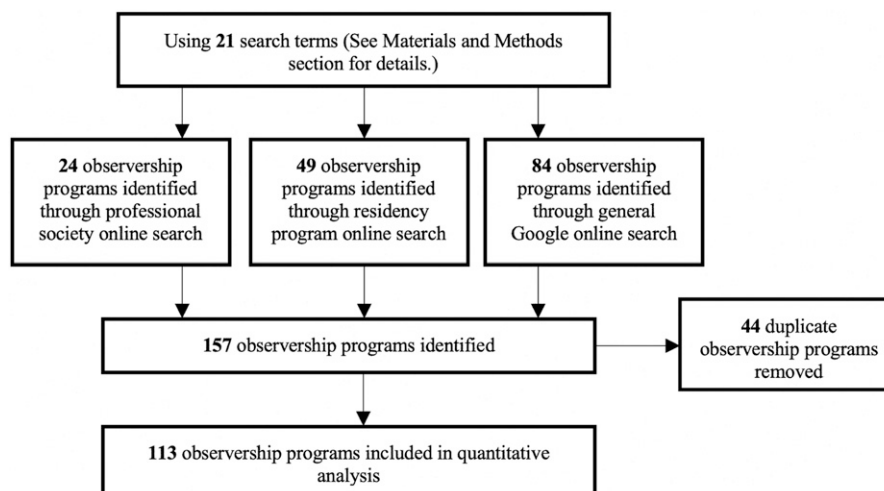 Using 21 search terms (See Materials and Methods
section for details.)
24 observership
programs identified
through professional
society online search
49 observership
programs identified
through residency
program online search
84 observership
programs identified
through general
Google online search
157 observership programs identified
44 duplicate
observership programs
removed
113 observership programs included in quantitative
analysis